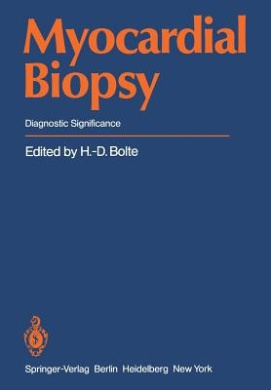 Myocardial
Biopsy
Diagnostic Significance
Edited by H.-D. Bolte
Springer-Verlag Berlin Heidelberg New York